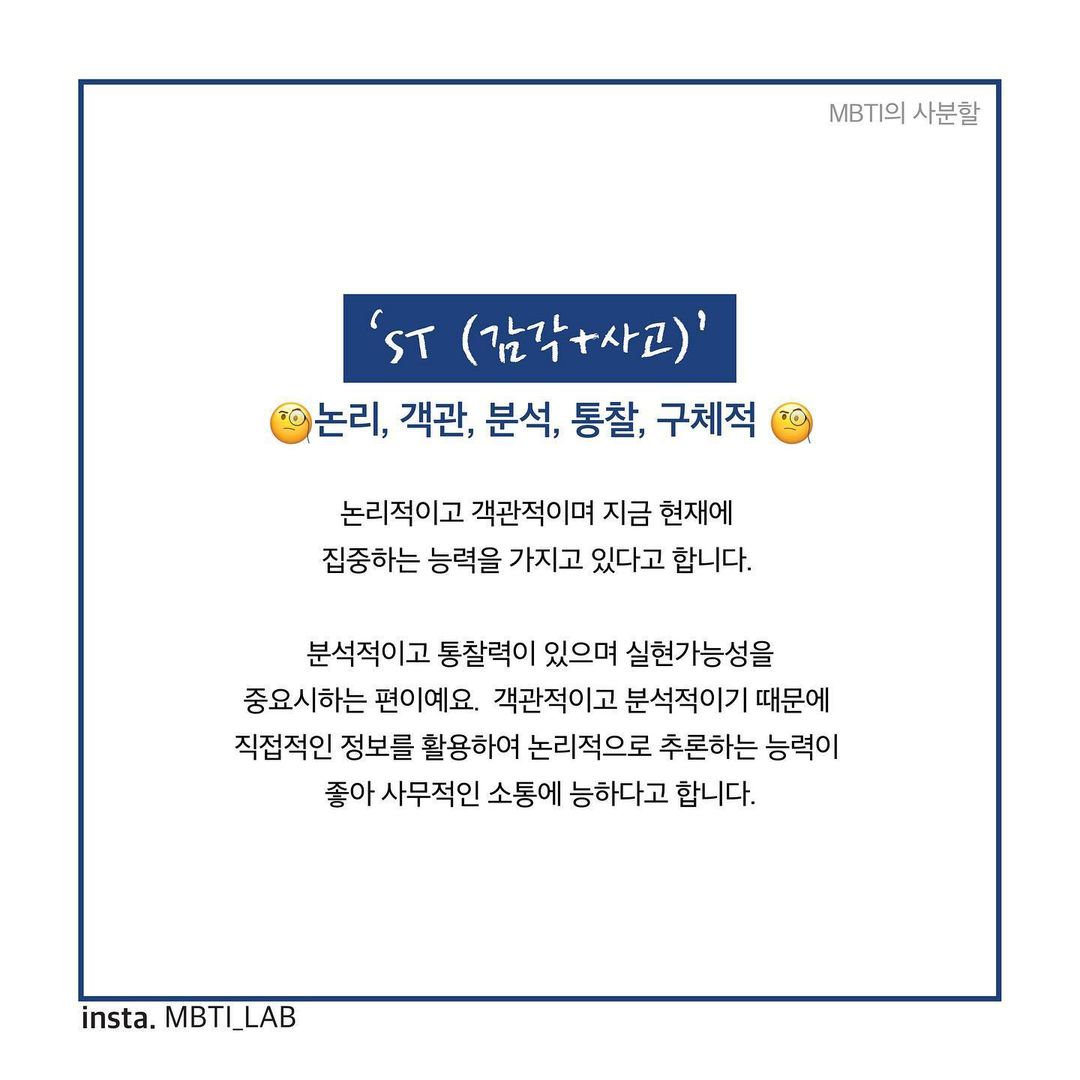 MBTI의 사분할
‘ST (감각+사고)’
🧐논리, 객관, 분석, 통찰, 구체적 🧐
논리적이고 객관적이며 지금 현재에
집중하는 능력을 가지고 있다고 합니다.
분석적이고 통찰력이 있으며 실현가능성을
중요시하는 편이예요. 객관적이고 분석적이기 때문에
직접적인 정보를 활용하여 논리적으로 추론하는 능력이
좋아 사무적인 소통에 능하다고 합니다.
insta. MBTI_LAB